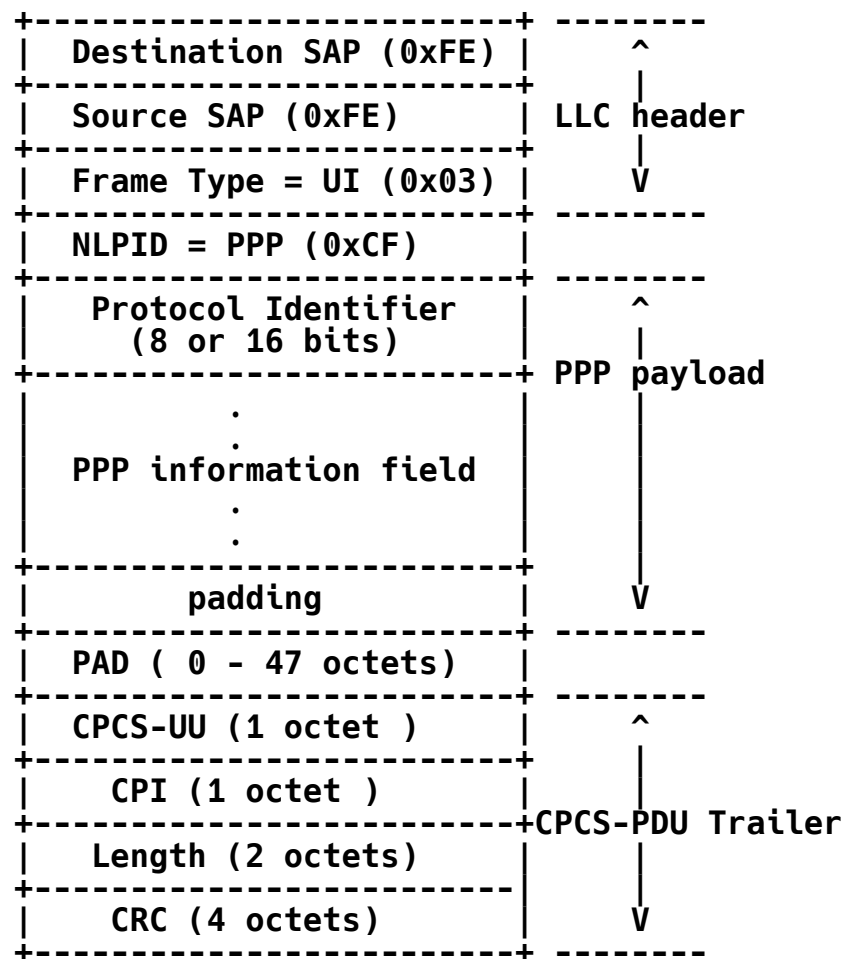 +-------------------------+ --------
|  Destination SAP (0xFE) |     ^
+-------------------------+     |
|  Source SAP (0xFE)      | LLC header
+-------------------------+     |
|  Frame Type = UI (0x03) |     V
+-------------------------+ --------
|  NLPID = PPP (0xCF)     |
+-------------------------+ --------
|   Protocol Identifier   |     ^
|     (8 or 16 bits)      |     |
+-------------------------+ PPP payload
|          .              |     |
|          .              |     |
|  PPP information field  |     |
|          .              |     |
|          .              |     |
+-------------------------+     |
|        padding          |     V
+-------------------------+ --------
|  PAD ( 0 - 47 octets)   |
+-------------------------+ --------
|  CPCS-UU (1 octet )     |     ^
+-------------------------+     |
|    CPI (1 octet )       |     |
+-------------------------+CPCS-PDU Trailer
|   Length (2 octets)     |     |
+-------------------------|     |
|    CRC (4 octets)       |     V
+-------------------------+ --------